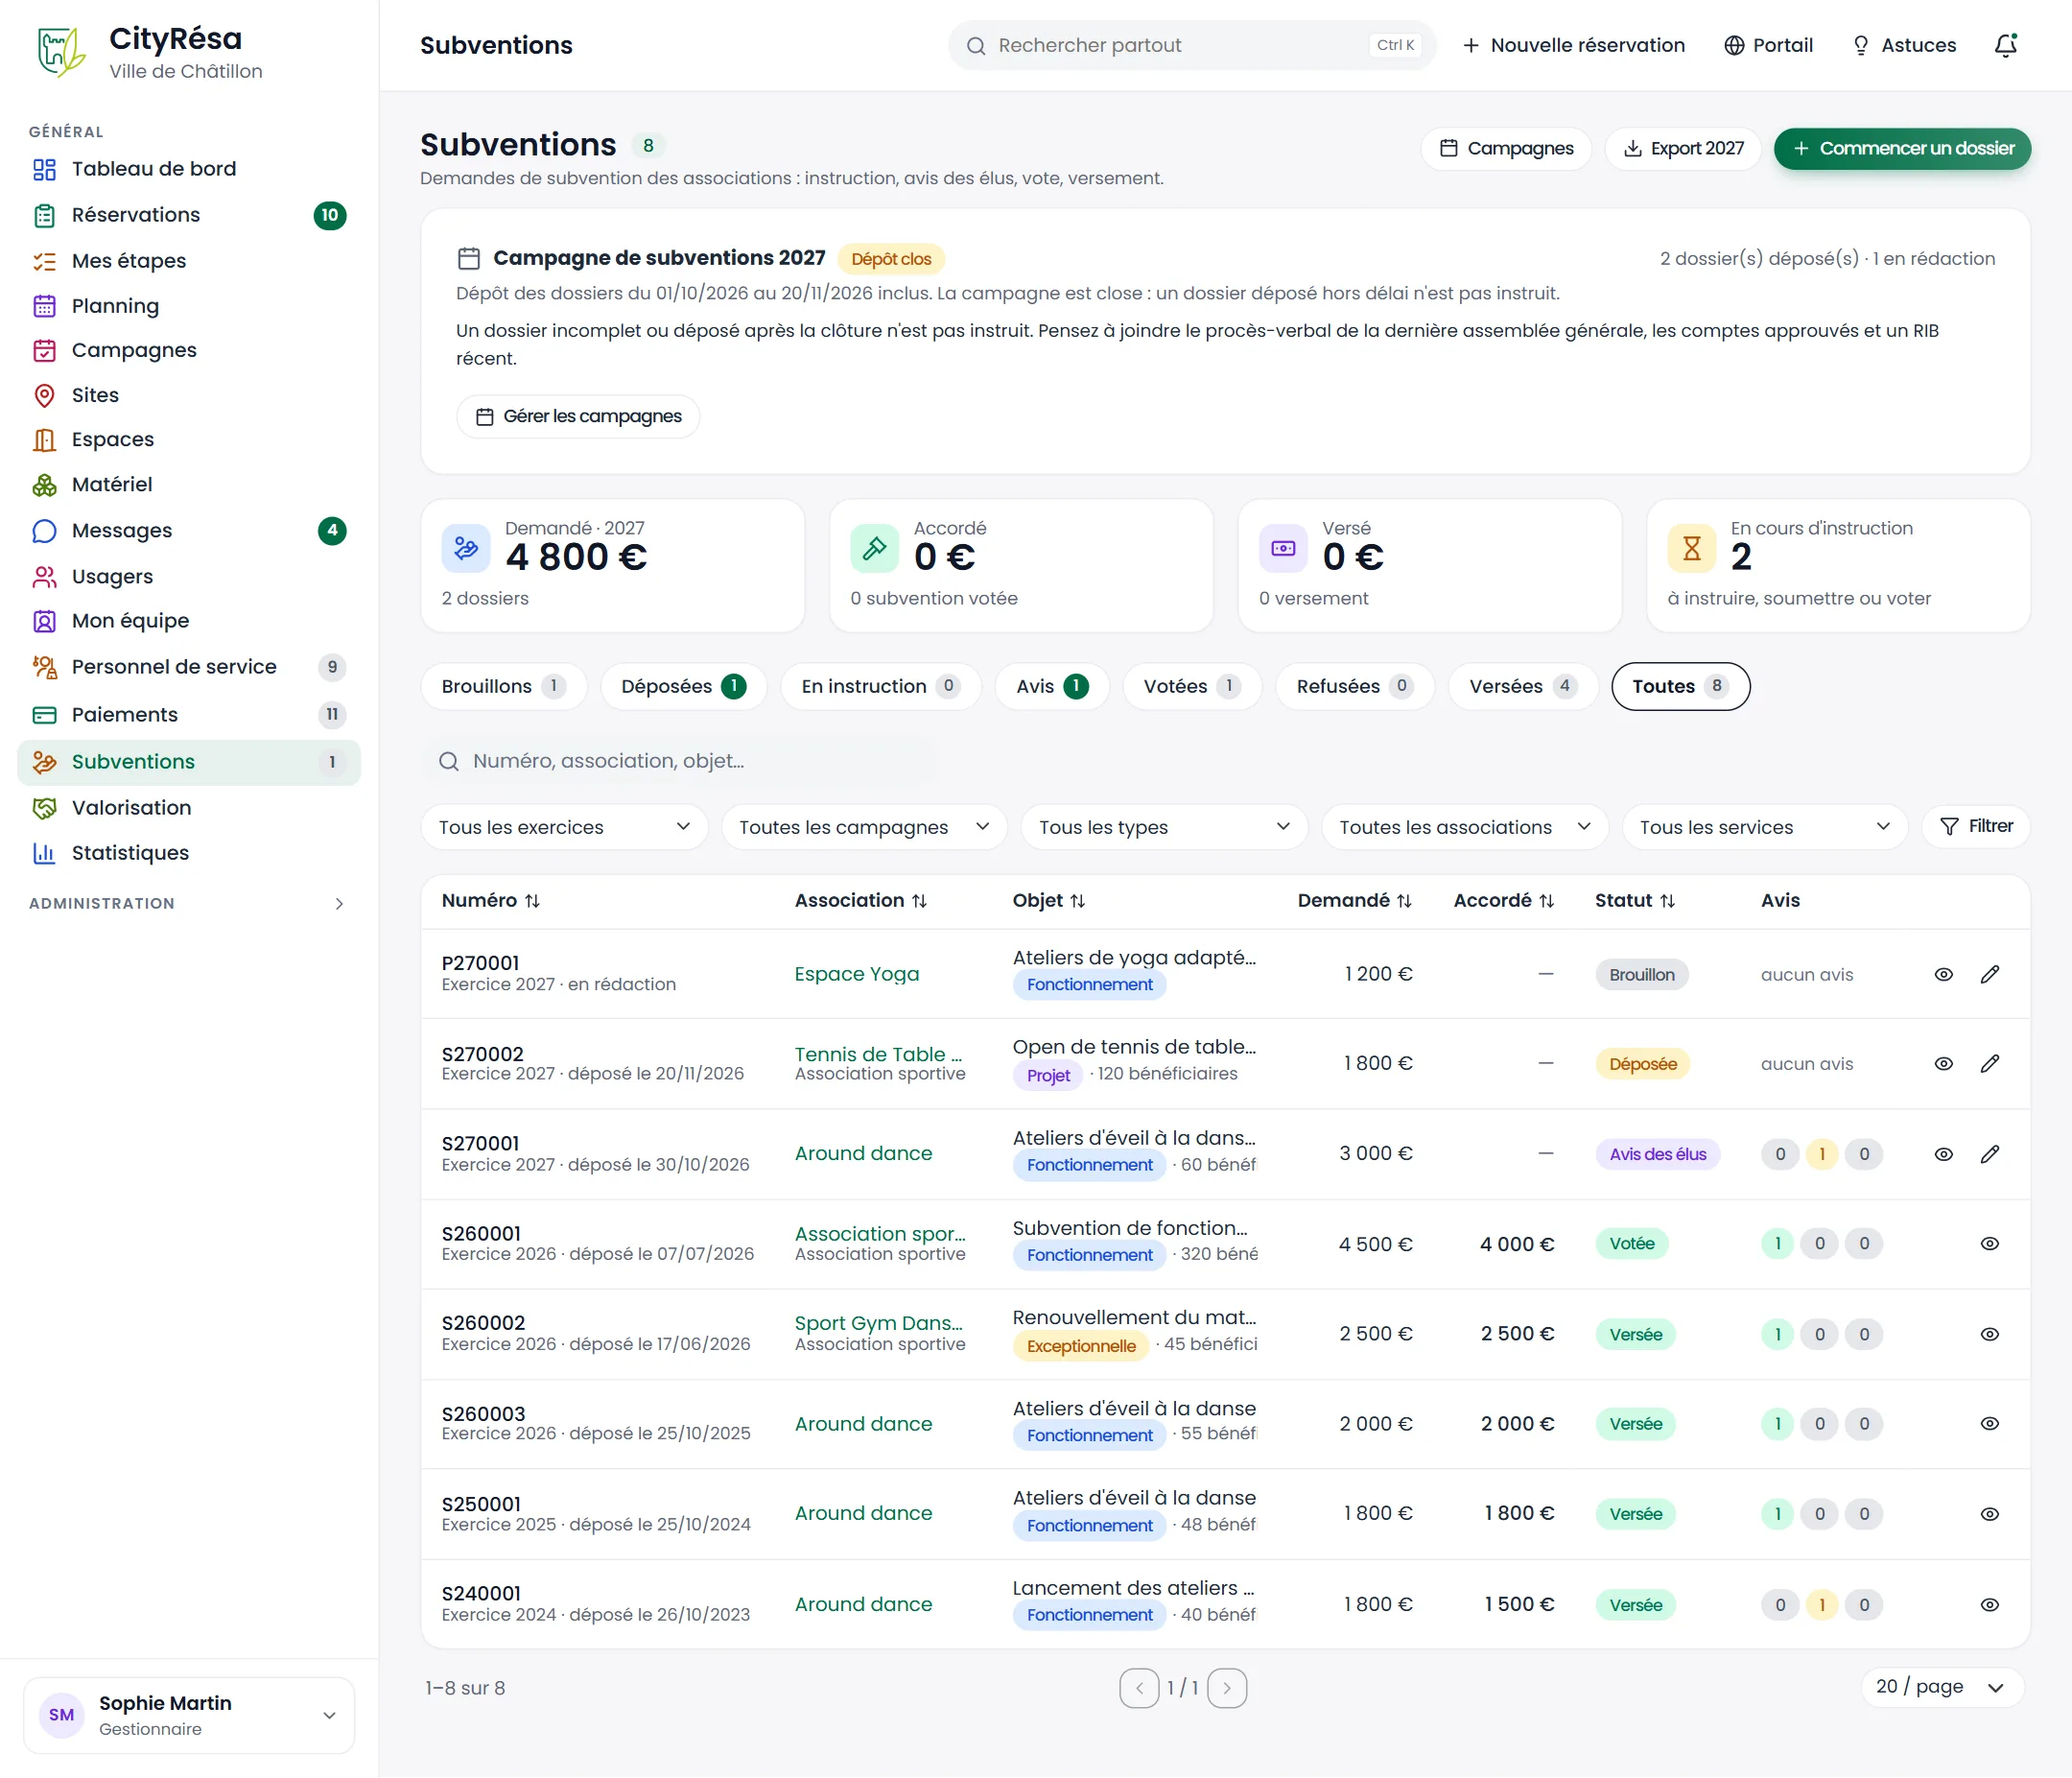 CityRésa
Ville de Châtillon
GÉNÉRAL
Tableau de bord
Réservations 10
Mes étapes
Planning
Campagnes
Sites
Espaces
Matériel
Messages 4
Usagers
Mon équipe
Personnel de service 9
Paiements 11
Subventions 1
Valorisation
Statistiques
ADMINISTRATION
SM
Sophie Martin
Gestionnaire
Subventions
Rechercher partout Ctrl K
Nouvelle réservation
Portail
Astuces
Subventions 8
Demandes de subvention des associations : instruction, avis des élus, vote, versement.
Campagnes
Export 2027
+ Commencer un dossier
Campagne de subventions 2027 Dépôt clos
2 dossier(s) déposé(s) · 1 en rédaction
Dépôt des dossiers du 01/10/2026 au 20/11/2026 inclus. La campagne est close : un dossier déposé hors délai n'est pas instruit.
Un dossier incomplet ou déposé après la clôture n'est pas instruit. Pensez à joindre le procès-verbal de la dernière assemblée générale, les comptes approuvés et un RIB
récent.
Gérer les campagnes
Demandé · 2027
4 800 €
2 dossiers
Accordé
0 €
0 subvention votée
Versé
0 €
0 versement
En cours d'instruction
2
à instruire, soumettre ou voter
Brouillons 1 Déposées 1 En instruction 0 Avis 1 Votées 1 Refusées 0 Versées 4 Toutes 8
Numéro, association, objet...
Tous les exercices Toutes les campagnes Tous les types Toutes les associations Tous les services Filtrer
Numéro Association Objet Demandé Accordé Statut Avis
P270001
Exercice 2027 · en rédaction
Espace Yoga
Ateliers de yoga adapté...
Fonctionnement
1 200 € — Brouillon aucun avis
S270002
Exercice 2027 · déposé le 20/11/2026
Tennis de Table ...
Association sportive
Open de tennis de table...
Projet · 120 bénéficiaires
1 800 € — Déposée aucun avis
S270001
Exercice 2027 · déposé le 30/10/2026
Around dance
Ateliers d'éveil à la dans...
Fonctionnement · 60 bénéf
3 000 € — Avis des élus 0 1 0
S260001
Exercice 2026 · déposé le 07/07/2026
Association spor...
Association sportive
Subvention de fonction...
Fonctionnement · 320 béné
4 500 € 4 000 € Votée 1 0 0
S260002
Exercice 2026 · déposé le 17/06/2026
Sport Gym Dans...
Association sportive
Renouvellement du mat...
Exceptionnelle · 45 bénéfici
2 500 € 2 500 € Versée 1 0 0
S260003
Exercice 2026 · déposé le 25/10/2025
Around dance
Ateliers d'éveil à la danse
Fonctionnement · 55 bénéf
2 000 € 2 000 € Versée 1 0 0
S250001
Exercice 2025 · déposé le 25/10/2024
Around dance
Ateliers d'éveil à la danse
Fonctionnement · 48 bénéf
1 800 € 1 800 € Versée 1 0 0
S240001
Exercice 2024 · déposé le 26/10/2023
Around dance
Lancement des ateliers ...
Fonctionnement · 40 bénéf
1 800 € 1 500 € Versée 0 1 0
1–8 sur 8
1 / 1
20 / page